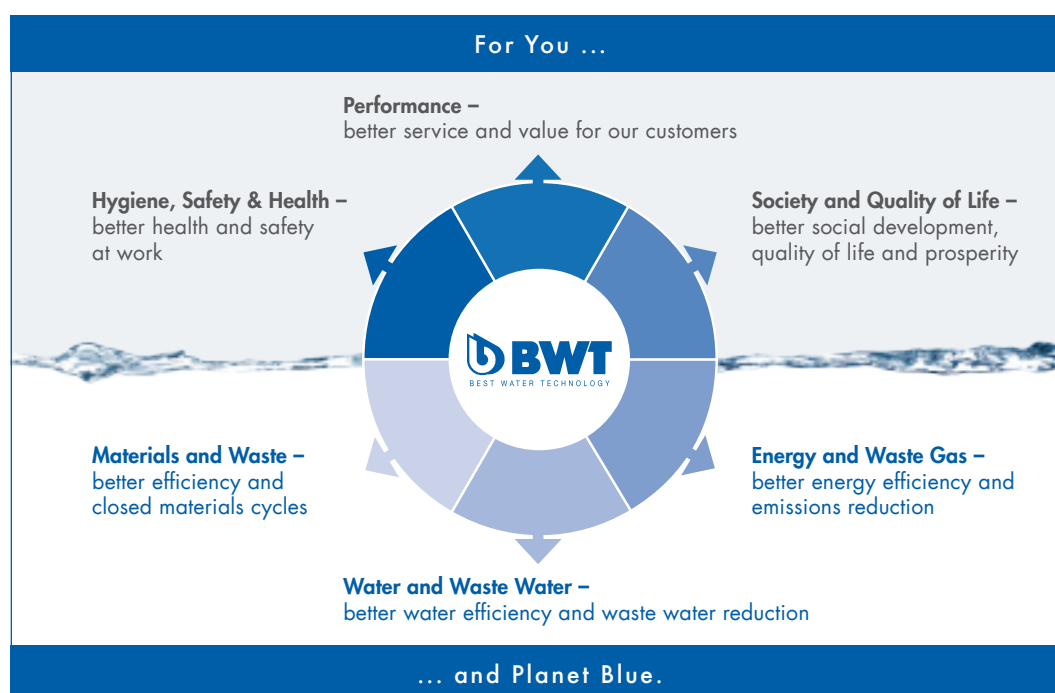 For You ...
Performance –
better service and value for our customers
Hygiene, Safety & Health –
better health and safety
at work
Society and Quality of Life –
better social development,
quality of life and prosperity
BWT
BEST WATER TECHNOLOGY
Materials and Waste –
better efficiency and
closed materials cycles
Energy and Waste Gas –
better energy efficiency and
emissions reduction
Water and Waste Water –
better water efficiency and waste water reduction
... and Planet Blue.